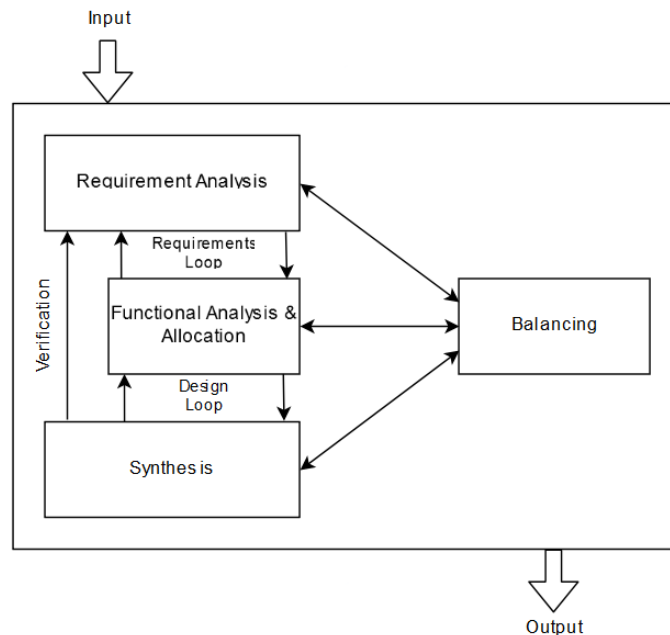 Input
Requirement Analysis
Requirements
Loop
Verification
Functional Analysis &
Allocation
Balancing
Design
Loop
Synthesis
Output